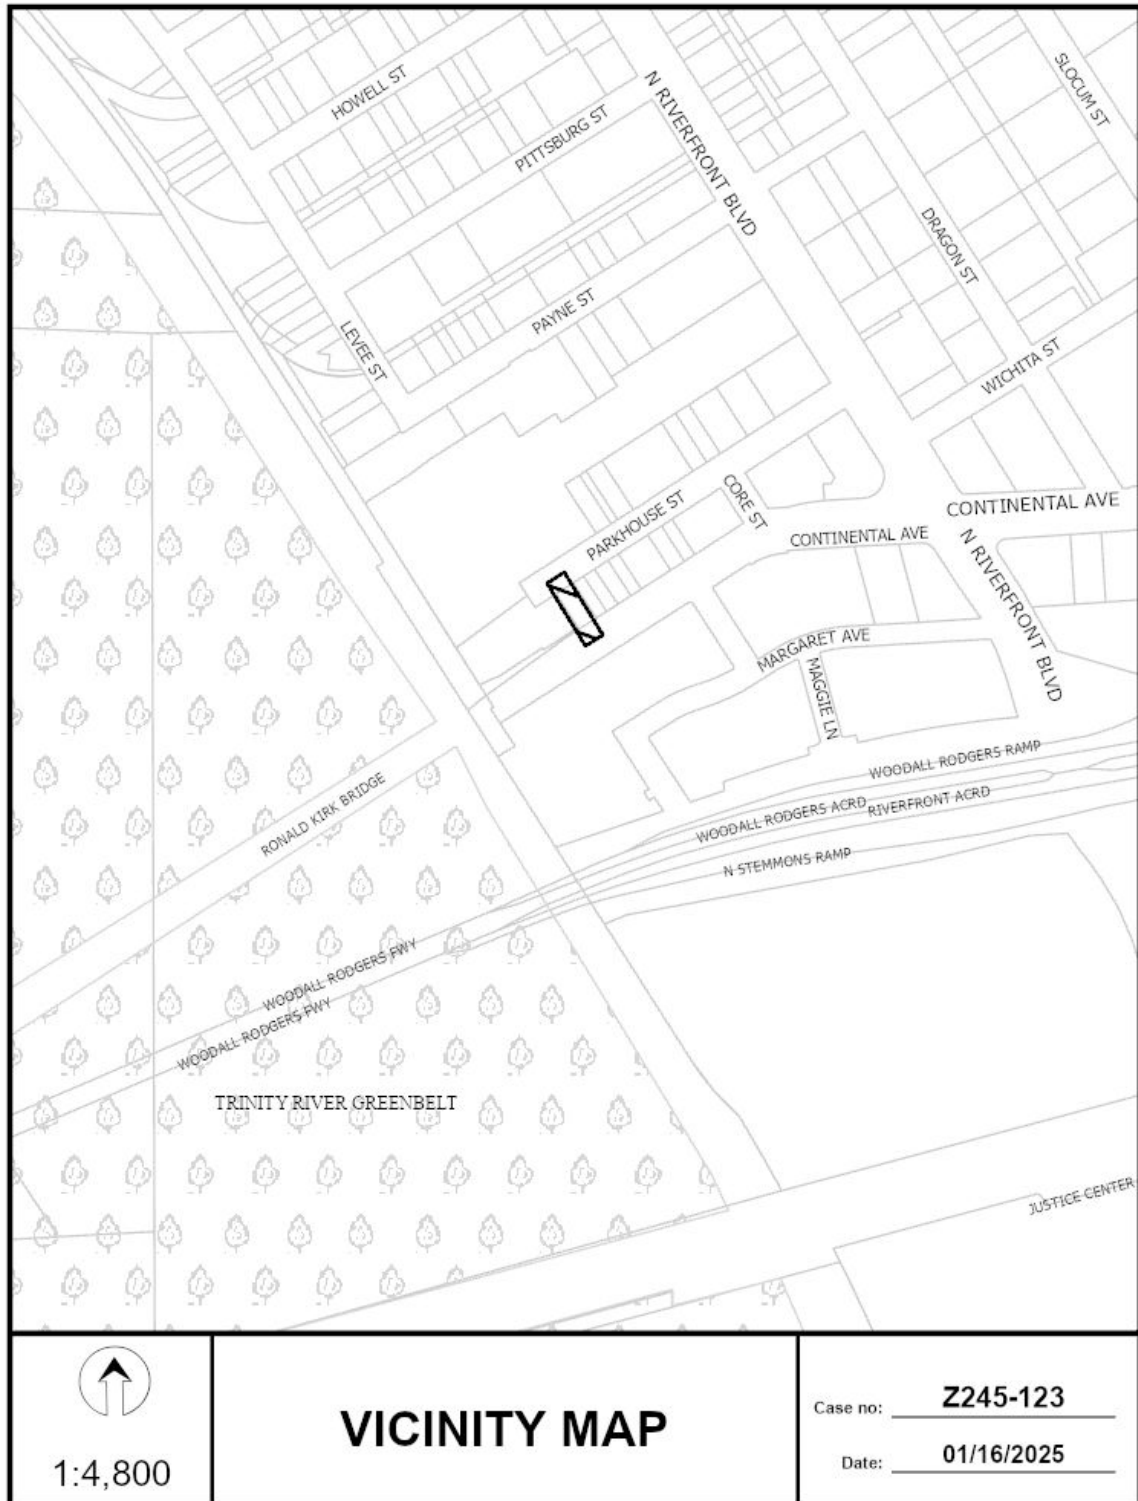 SLOCUM ST
HOWELL ST
N RIVERFRONT BLVD
PITTSBURG ST
DRAGON ST
PAYNE ST
LEVEE ST
WICHITA ST
CORE ST
PARKHOUSE ST
CONTINENTAL AVE
CONTINENTAL AVE
N RIVERFRONT BLVD
MARGARET AVE
MAGGIE LN
WOODALL RODGERS RAMP
RONALD KIRK BRIDGE
WOODALL RODGERS ACRD
RIVERFRONT ACRD
N STEMMONS RAMP
WOODALL RODGERS FWY
WOODALL RODGERS FWY
TRINITY RIVER GREENBELT
JUSTICE CENTER
1:4,800
VICINITY MAP
Case no: Z245-123
Date: 01/16/2025